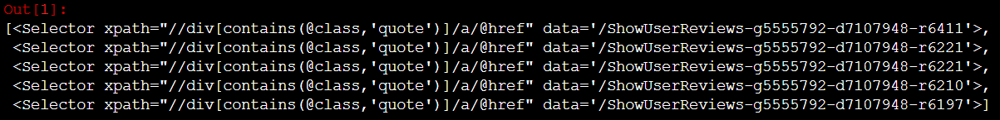 Out[1]:
[<Selector xpath="//div[contains(@class,'quote')]/a/@href" data='/ShowUserReviews-g5555792-d7107948-r6411'>,
<Selector xpath="//div[contains(@class,'quote')]/a/@href" data='/ShowUserReviews-g5555792-d7107948-r6221'>,
<Selector xpath="//div[contains(@class,'quote')]/a/@href" data='/ShowUserReviews-g5555792-d7107948-r6221'>,
<Selector xpath="//div[contains(@class,'quote')]/a/@href" data='/ShowUserReviews-g5555792-d7107948-r6210'>,
<Selector xpath="//div[contains(@class,'quote')]/a/@href" data='/ShowUserReviews-g5555792-d7107948-r6197'>]